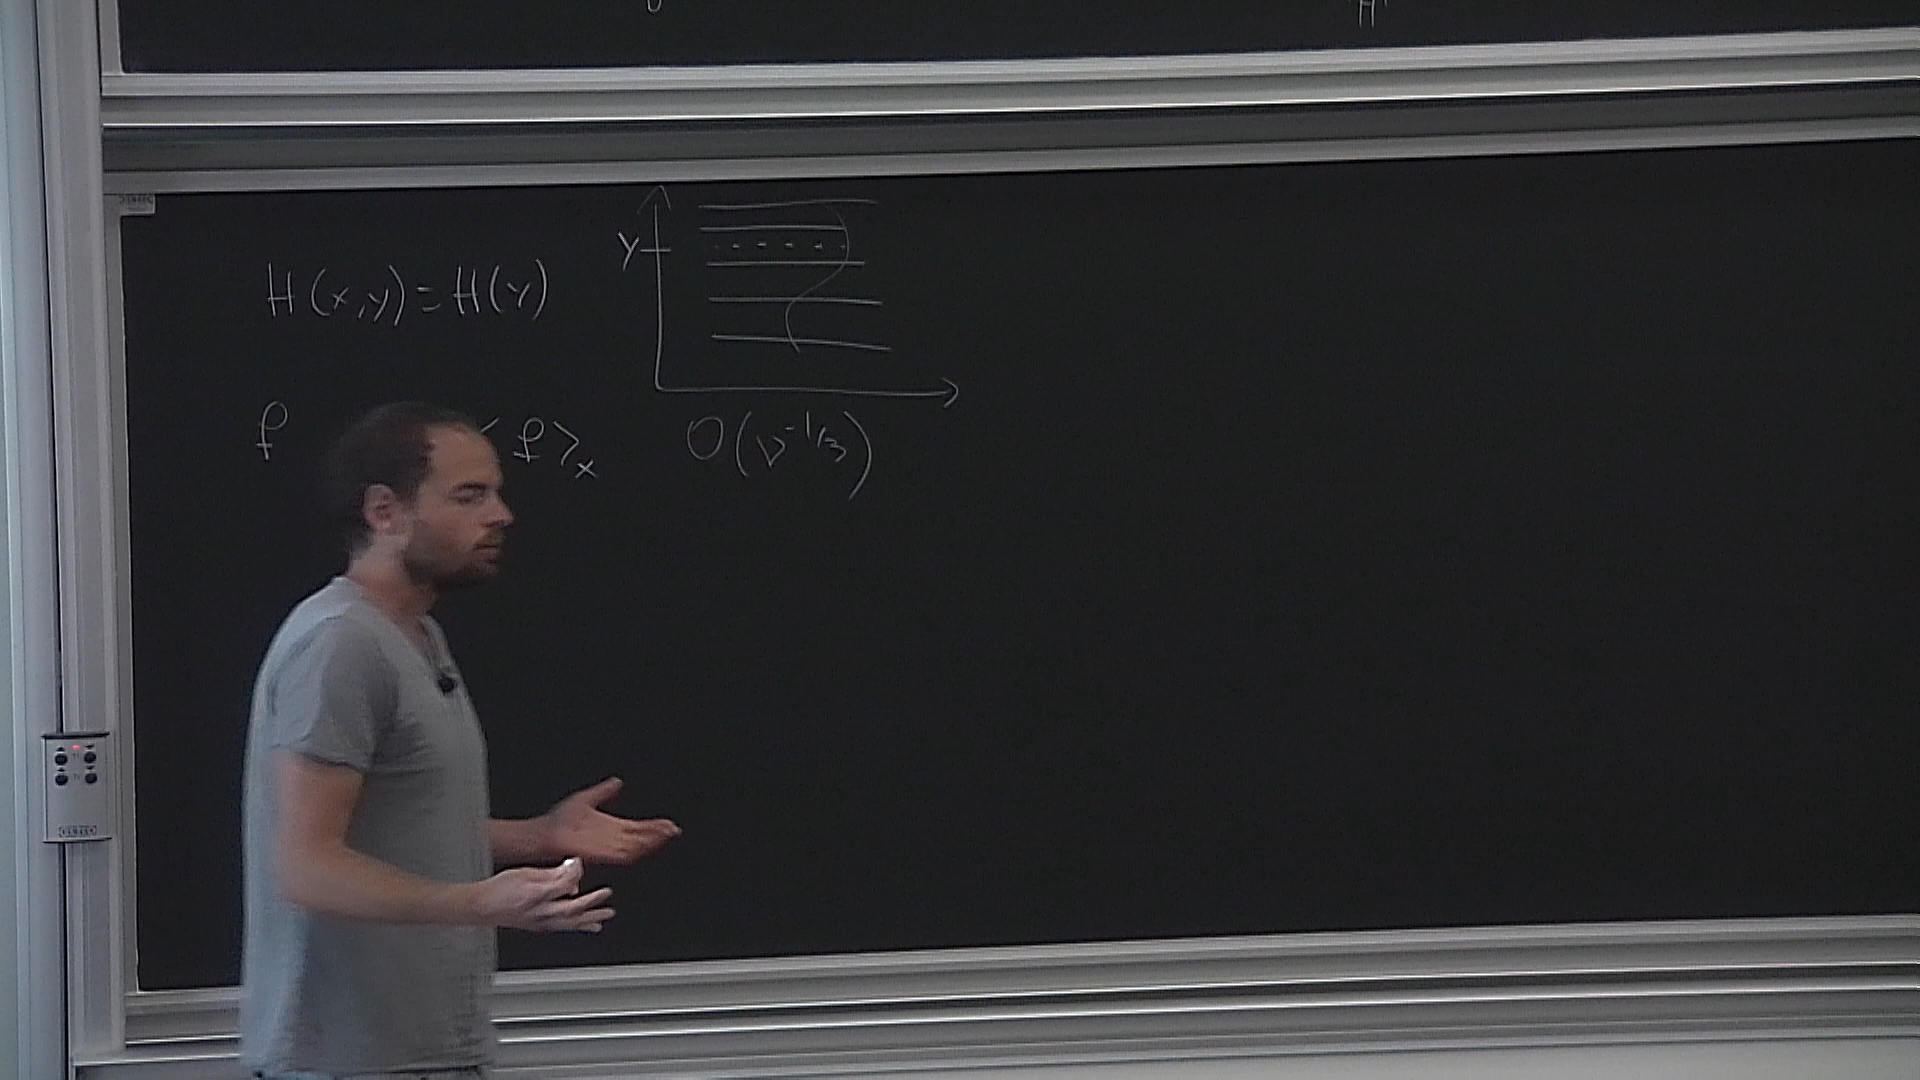 H
H(x,y)=H(y)
y
f ⟨f⟩ₓ O(ν^{-1/3})